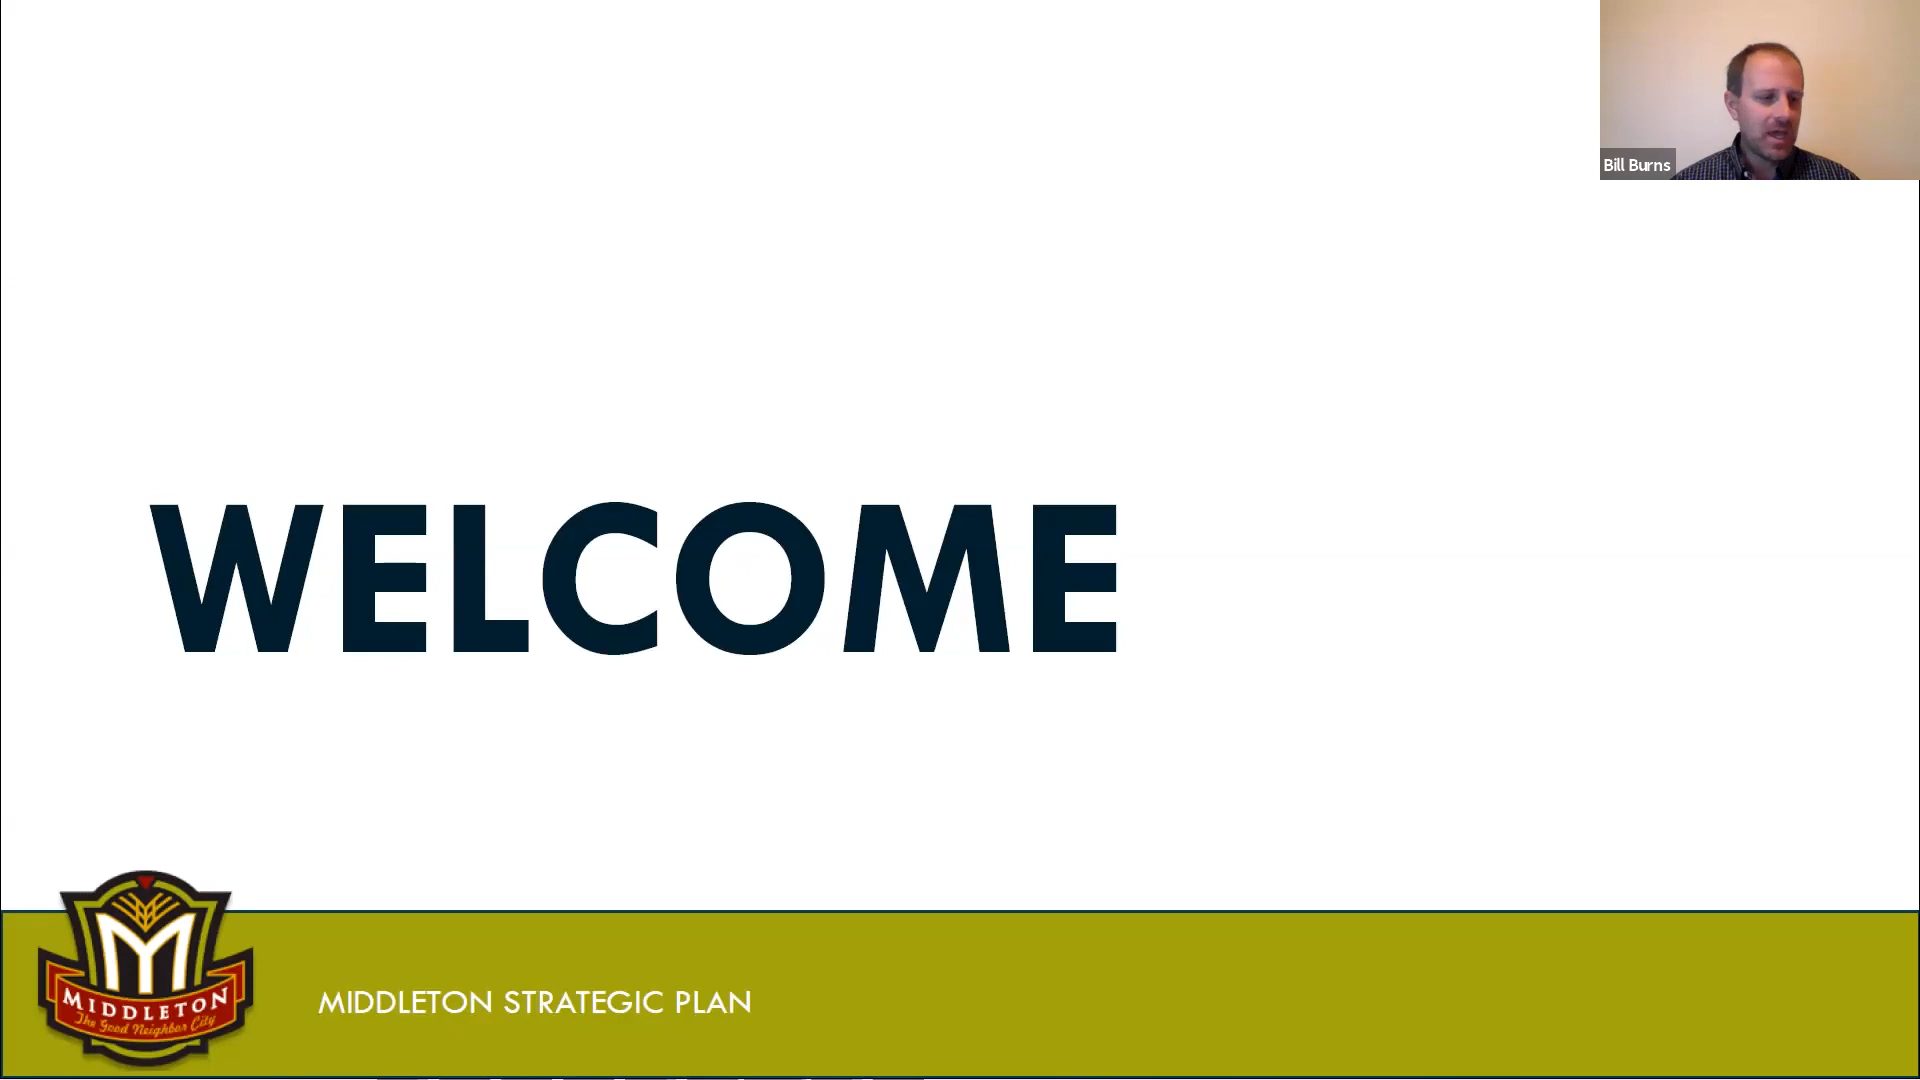 Bill Burns
WELCOME
MIDDLETON
The Good Neighbor City
MIDDLETON STRATEGIC PLAN